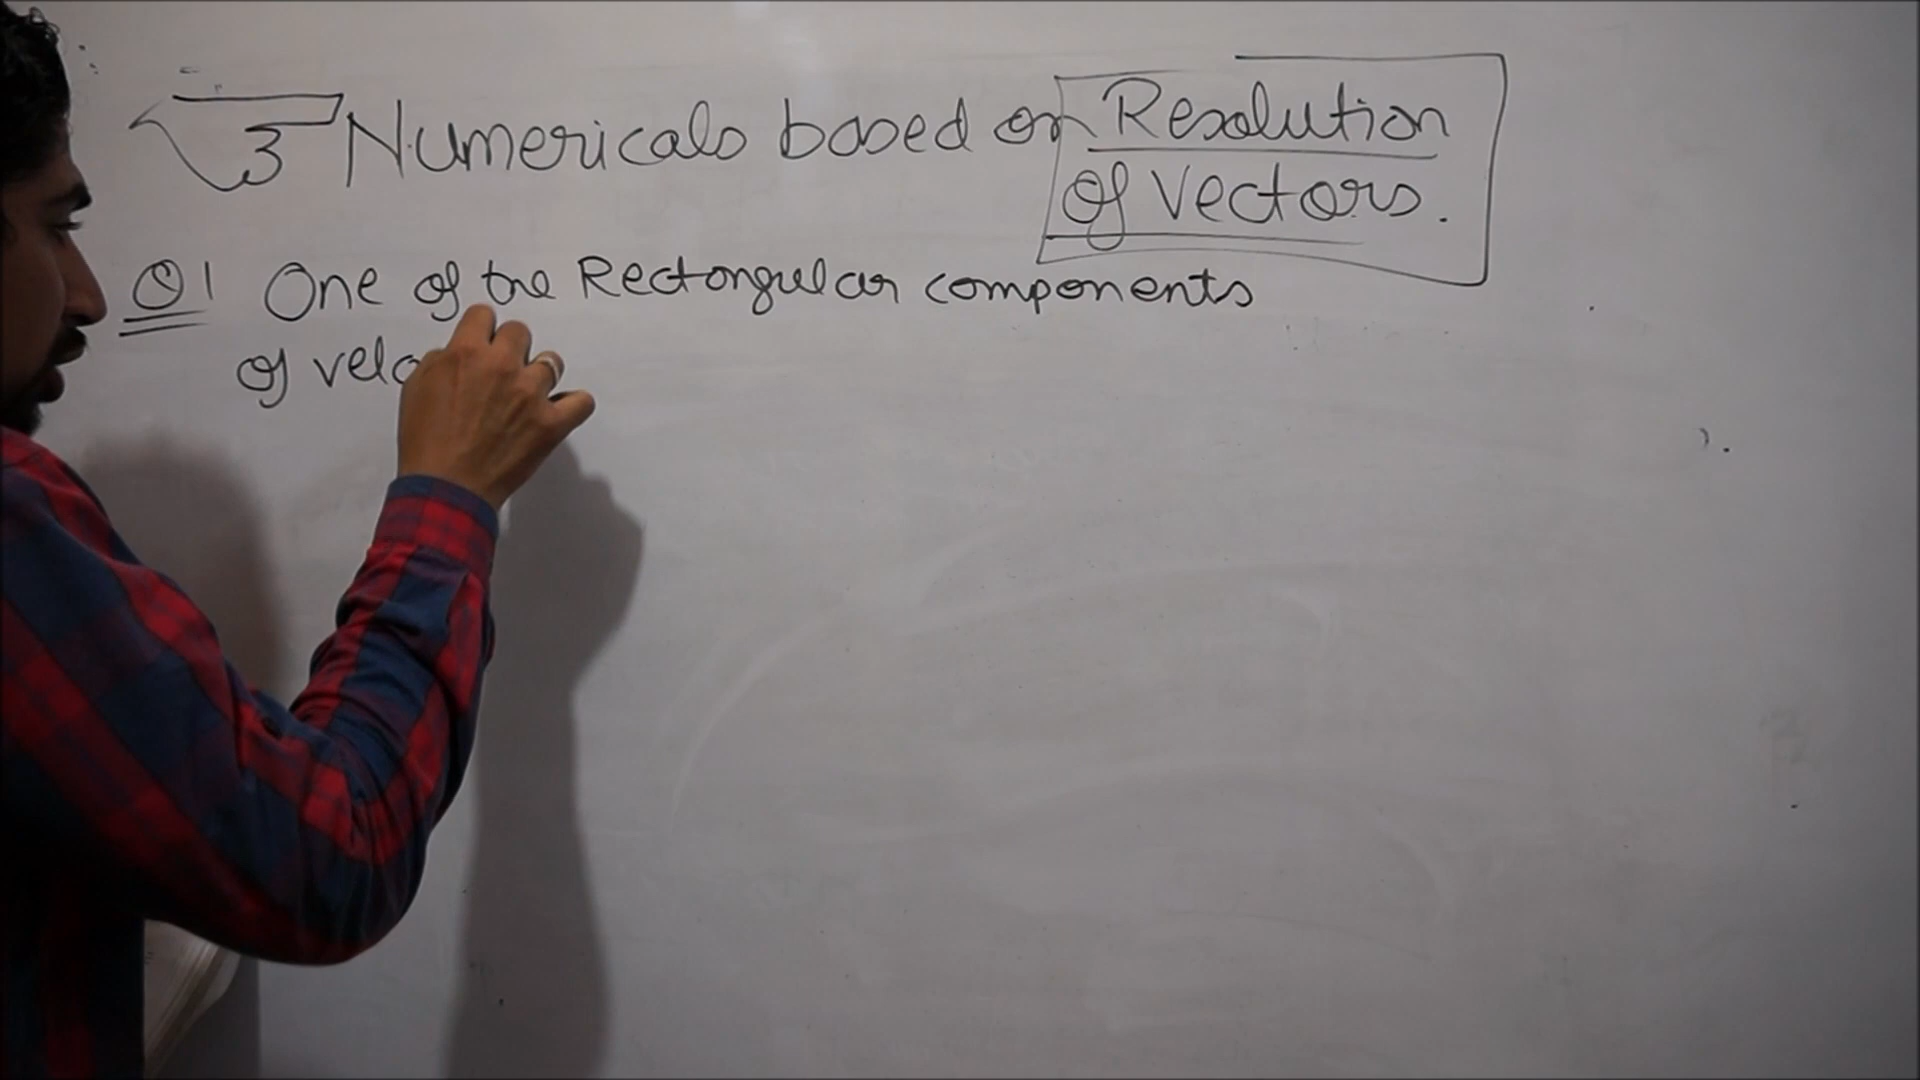 3 Numericals based on Resolution
of Vectors.
Q1 One of the Rectangular components
of velo